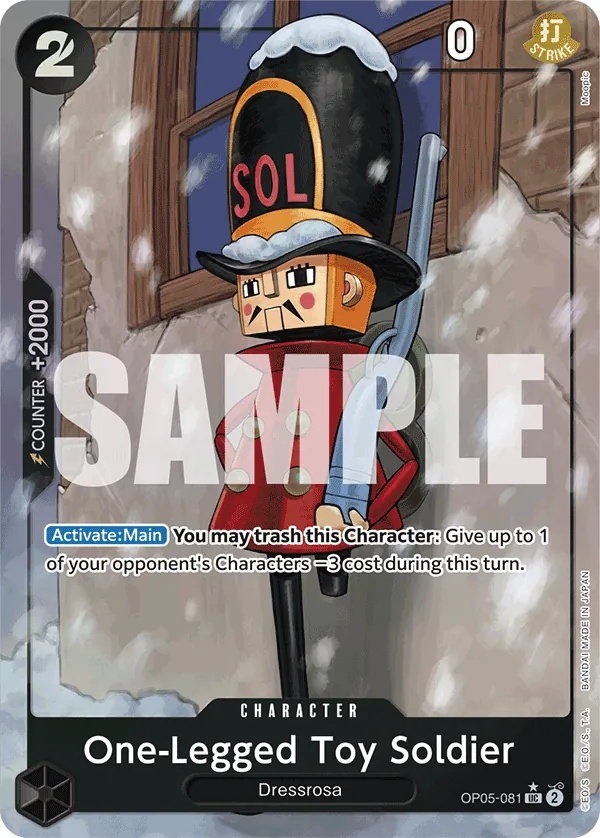 2
0
打
STRIKE
Moopic
SOL
COUNTER +2000
SAMPLE
Activate:Main You may trash this Character: Give up to 1
of your opponent's Characters −3 cost during this turn.
©E.O/S ©E.O./S., T.A. BANDAI MADE IN JAPAN
CHARACTER
One-Legged Toy Soldier
Dressrosa
OP05-081 UC 2